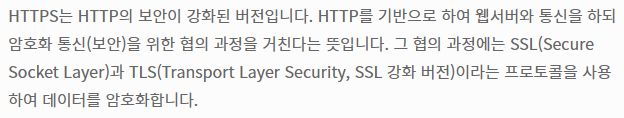 HTTPS는 HTTP의 보안이 강화된 버전입니다. HTTP를 기반으로 하여 웹서버와 통신을 하되
암호화 통신(보안)을 위한 협의 과정을 거친다는 뜻입니다. 그 협의 과정에는 SSL(Secure
Socket Layer)과 TLS(Transport Layer Security, SSL 강화 버전)이라는 프로토콜을 사용
하여 데이터를 암호화합니다.